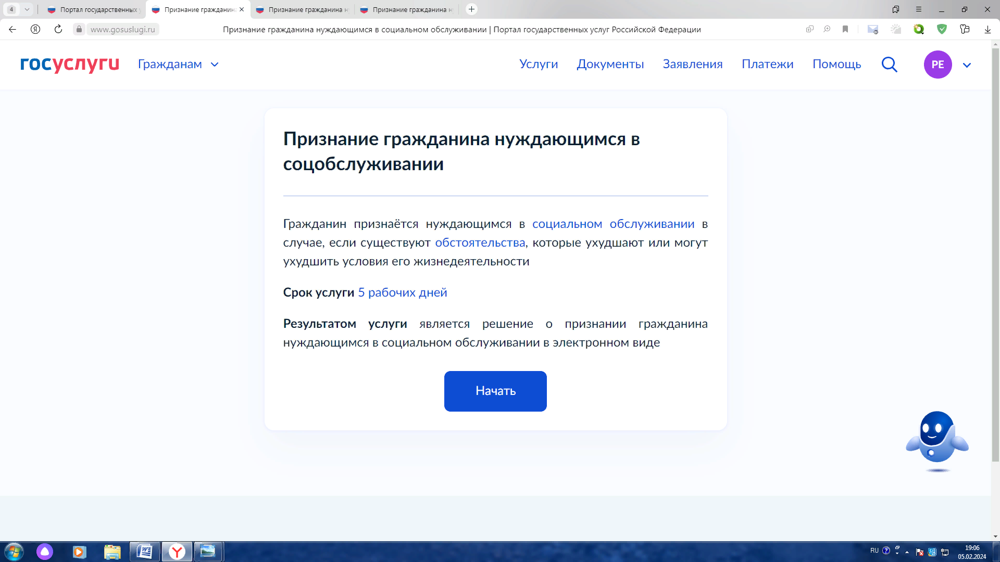 4
Портал государственных
Признание гражданина
Признание гражданина н
Признание гражданина н
www.gosuslugi.ru
Признание гражданина нуждающимся в социальном обслуживании | Портал государственных услуг Российской Федерации
госуслуги
Гражданам
Услуги
Документы
Заявления
Платежи
Помощь
РЕ
Признание гражданина нуждающимся в
соцобслуживании
Гражданин признаётся нуждающимся в социальном обслуживании в
случае, если существуют обстоятельства, которые ухудшают или могут
ухудшить условия его жизнедеятельности
Срок услуги 5 рабочих дней
Результатом услуги является решение о признании гражданина
нуждающимся в социальном обслуживании в электронном виде
Начать
RU
19:06
05.02.2024